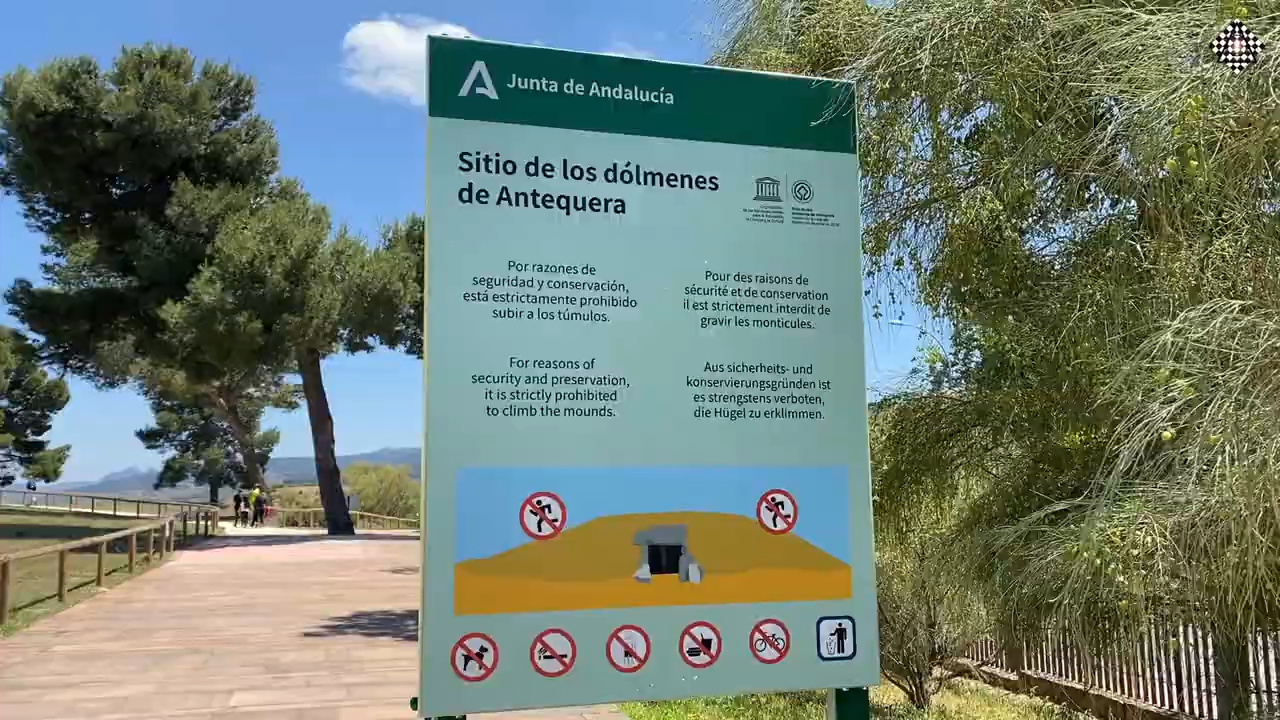 Junta de Andalucía
Sitio de los dólmenes
de Antequera
Por razones de
seguridad y conservación,
está estrictamente prohibido
subir a los túmulos.
Pour des raisons de
sécurité et de conservation
il est strictement interdit de
gravir les monticules.
For reasons of
security and preservation,
it is strictly prohibited
to climb the mounds.
Aus sicherheits- und
konservierungsgründen ist
es strengstens verboten,
die Hügel zu erklimmen.